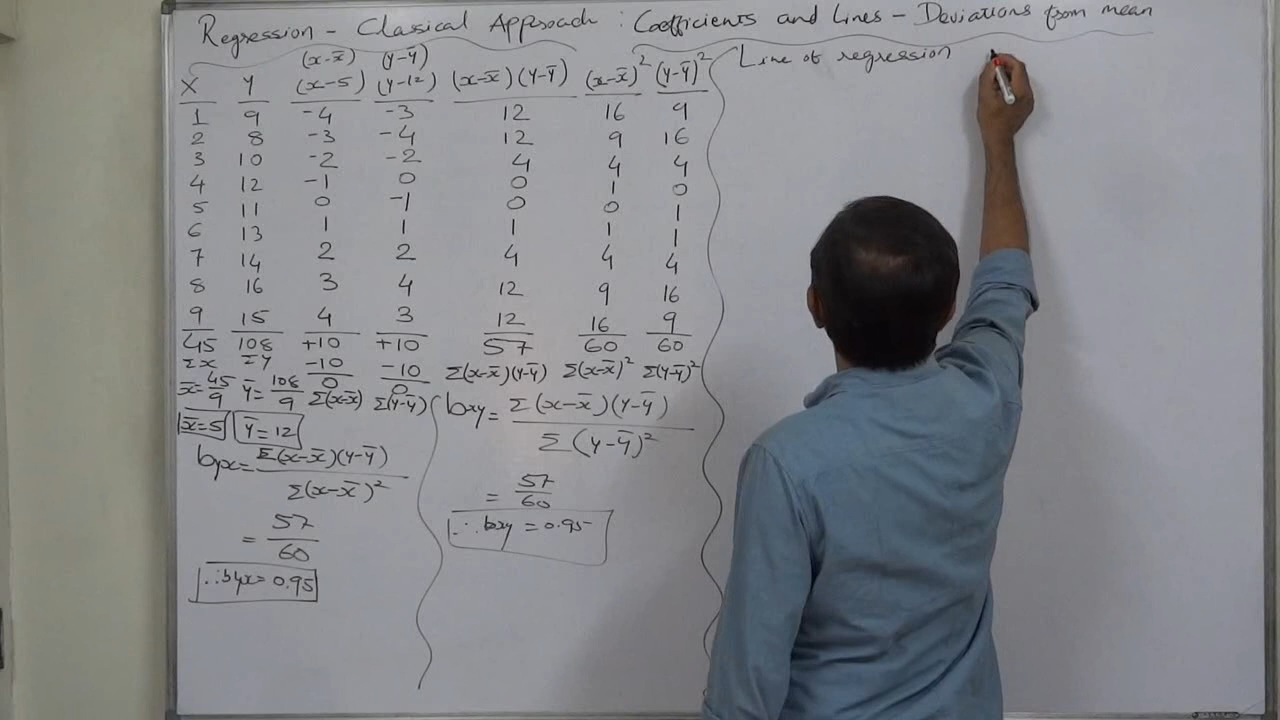 Regression - Classical Approach : Coefficients and Lines - Deviations from mean
(x-x̄) (y-ȳ)
X Y (x-5) (y-12) (x-x̄)(y-ȳ) (x-x̄)² (y-ȳ)²
1 9 -4 -3 12 16 9
2 8 -3 -4 12 9 16
3 10 -2 -2 4 4 4
4 12 -1 0 0 1 0
5 11 0 -1 0 0 1
6 13 1 1 1 1 1
7 14 2 2 4 4 4
8 16 3 4 12 9 16
9 15 4 3 12 16 9
45 108 +10 +10 57 60 60
Σx Σy -10 -10 Σ(x-x̄)(y-ȳ) Σ(x-x̄)² Σ(y-ȳ)²
0 0
x̄=45/9 ȳ=108/9 Σ(x-x̄) Σ(y-ȳ)
x̄=5 ȳ=12
byx = Σ(x-x̄)(y-ȳ) / Σ(x-x̄)²
= 57/60
∴ byx = 0.95
bxy = Σ(x-x̄)(y-ȳ) / Σ(y-ȳ)²
= 57/60
∴ bxy = 0.95
Line of regression